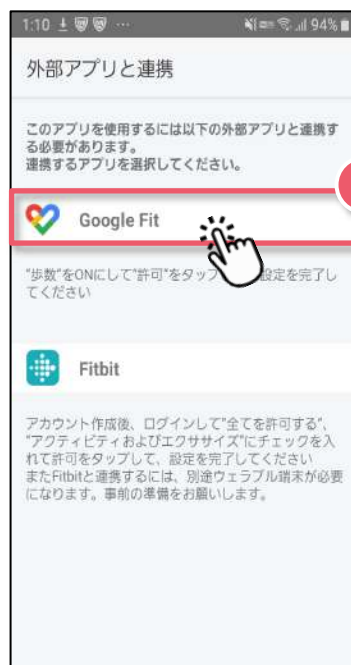 1:10 ... 94%
外部アプリと連携
このアプリを使用するには以下の外部アプリと連携す
る必要があります。
連携するアプリを選択してください。
Google Fit
"歩数"をONにして"許可"をタップ 設定を完了し
てください
Fitbit
アカウント作成後、ログインして"全てを許可する"、
"アクティビティおよびエクササイズ"にチェックを入
れて許可をタップして、設定を完了してください
またFitbitと連携するには、別途ウェラブル端末が必要
になります。事前の準備をお願いします。